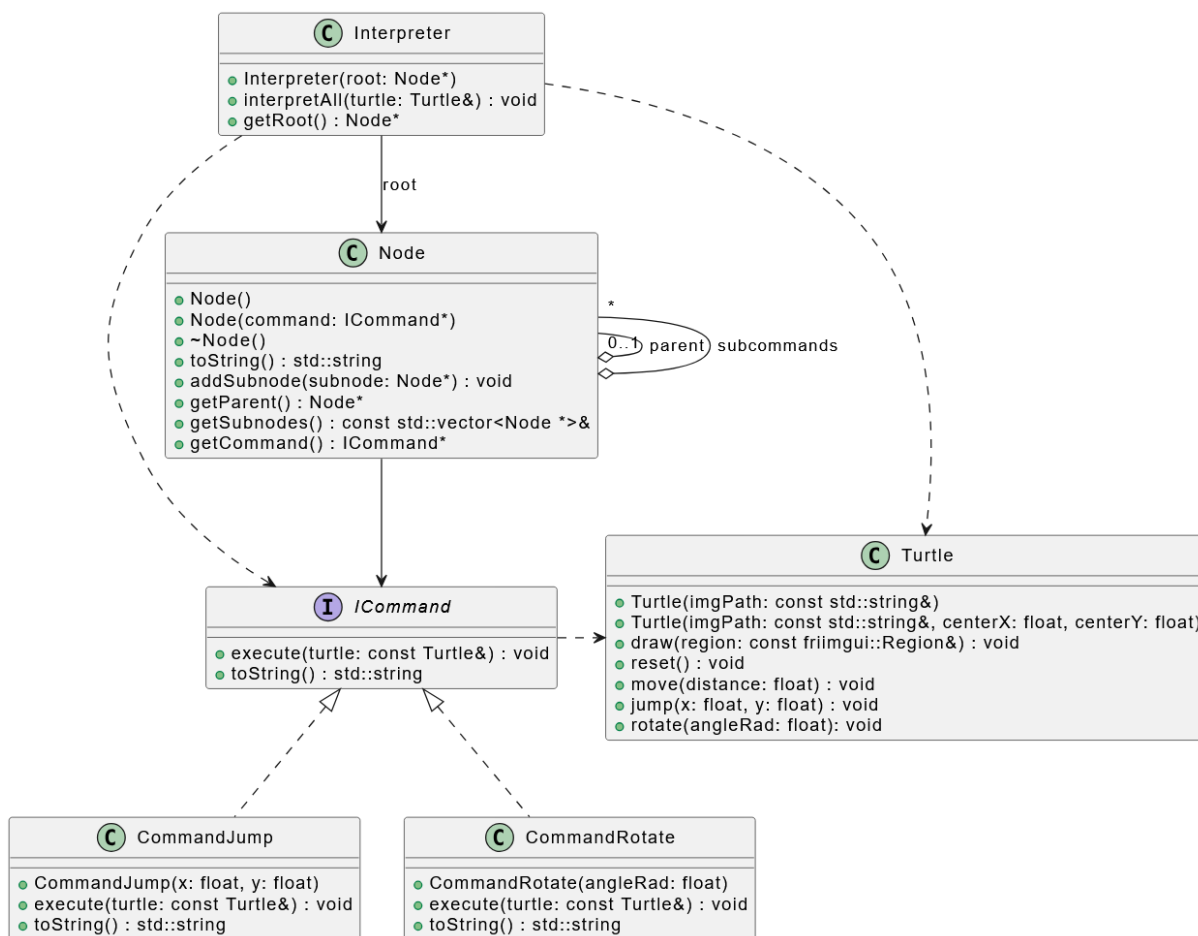 C Interpreter
Interpreter(root: Node*)
interpretAll(turtle: Turtle&) : void
getRoot() : Node*
root
C Node
Node()
Node(command: ICommand*)
~Node()
toString() : std::string
addSubnode(subnode: Node*) : void
getParent() : Node*
getSubnodes() : const std::vector<Node *>&
getCommand() : ICommand*
*
0..1
parent
subcommands
I ICommand
execute(turtle: const Turtle&) : void
toString() : std::string
C Turtle
Turtle(imgPath: const std::string&)
Turtle(imgPath: const std::string&, centerX: float, centerY: float)
draw(region: const friimgui::Region&) : void
reset() : void
move(distance: float) : void
jump(x: float, y: float) : void
rotate(angleRad: float): void
C CommandJump
CommandJump(x: float, y: float)
execute(turtle: const Turtle&) : void
toString() : std::string
C CommandRotate
CommandRotate(angleRad: float)
execute(turtle: const Turtle&) : void
toString() : std::string